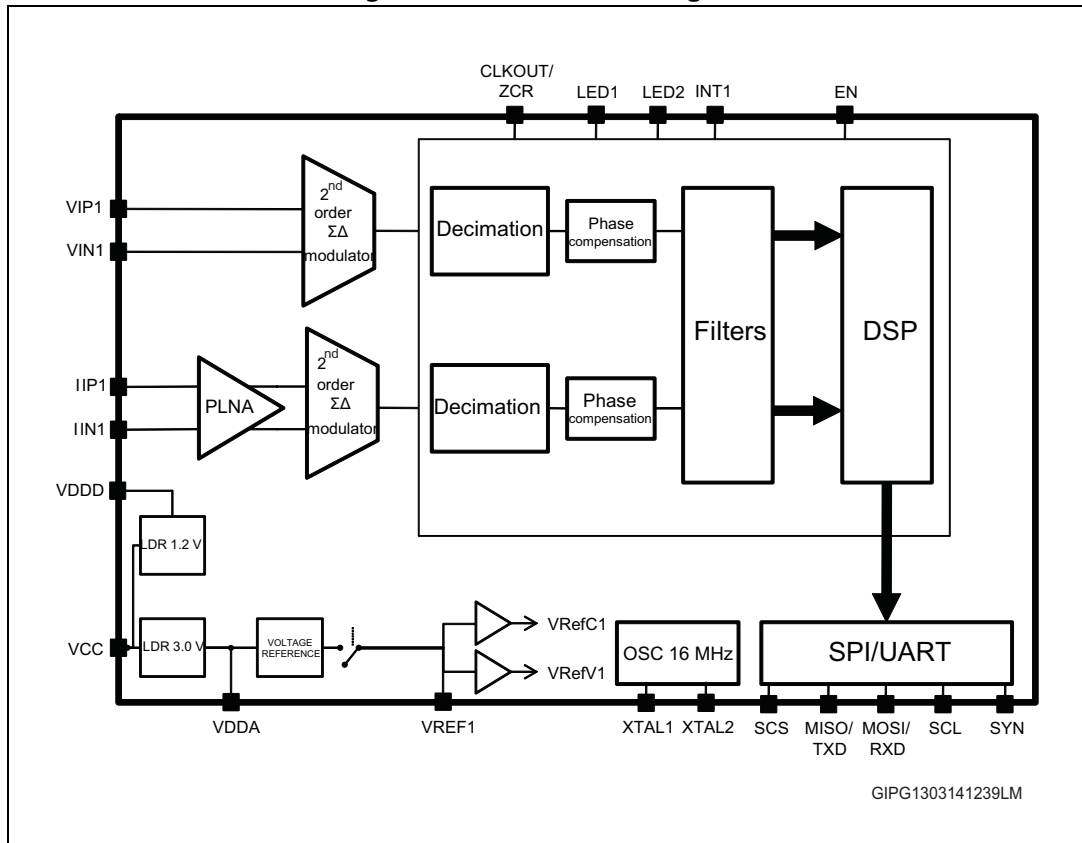 CLKOUT/
ZCR
LED1
LED2
INT1
EN
VIP1
VIN1
2nd
order
ΣΔ
modulator
Decimation
Phase
compensation
Filters
DSP
IIP1
IIN1
PLNA
2nd
order
ΣΔ
modulator
Decimation
Phase
compensation
VDDD
LDR 1.2 V
VCC
LDR 3.0 V
VOLTAGE
REFERENCE
VRefC1
VRefV1
OSC 16 MHz
SPI/UART
VDDA
VREF1
XTAL1
XTAL2
SCS
MISO/
TXD
MOSI/
RXD
SCL
SYN
GIPG1303141239LM